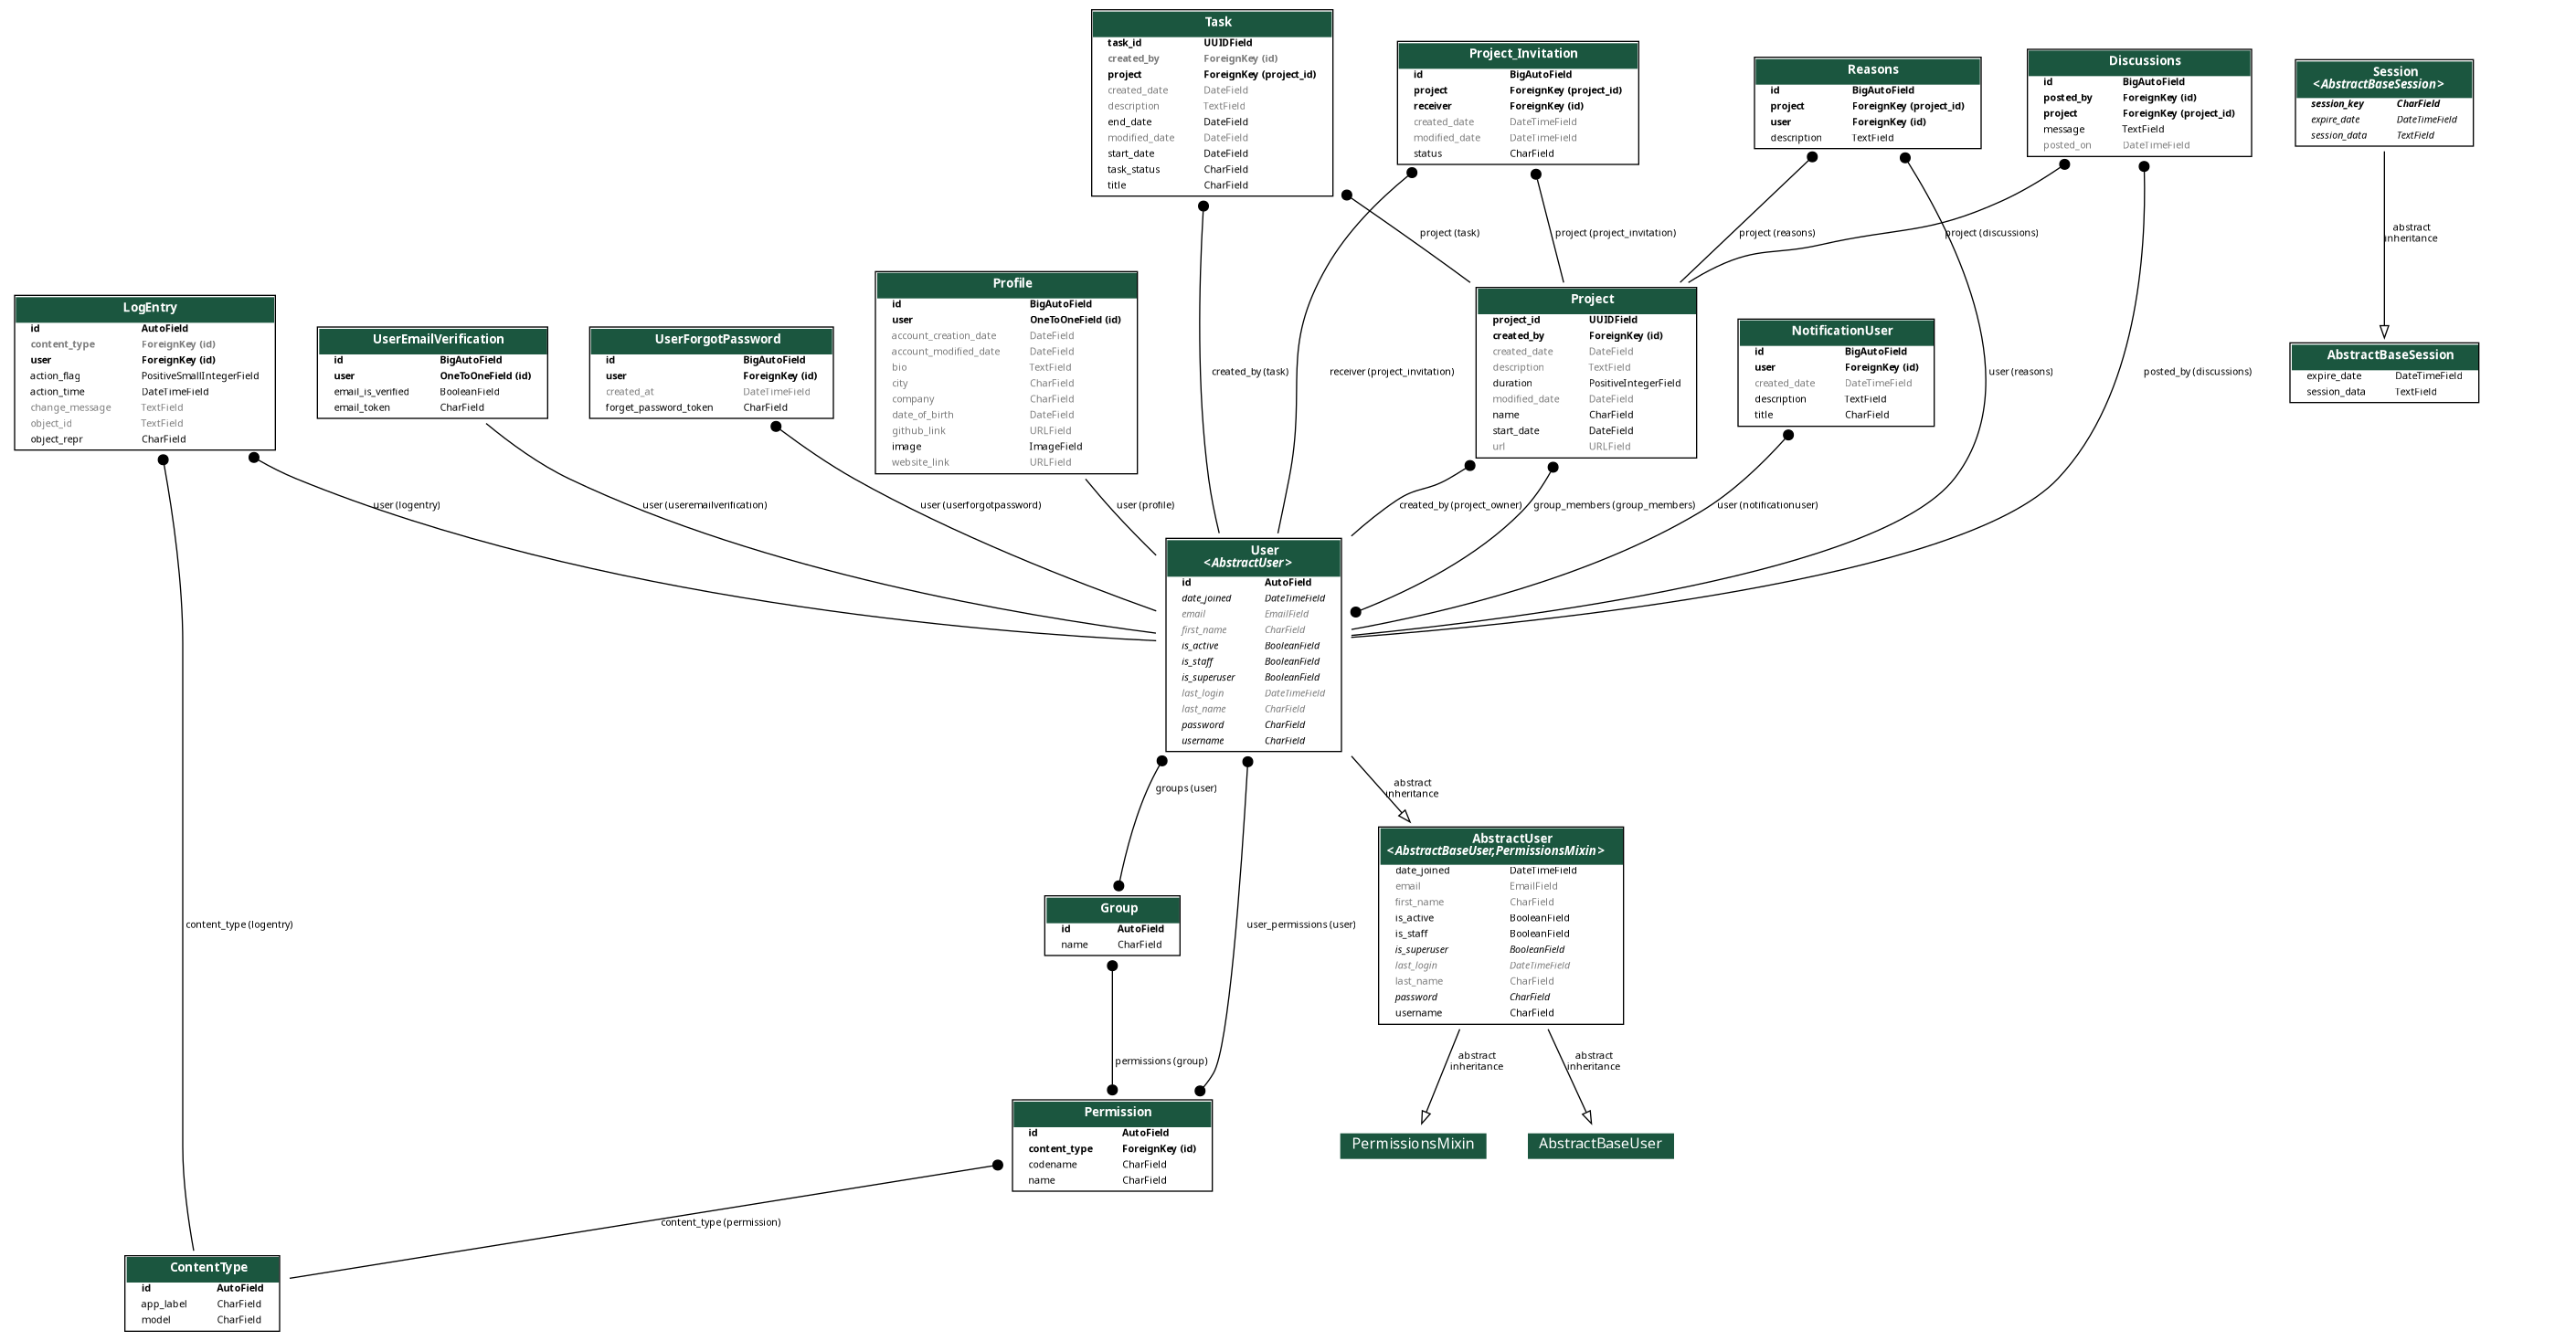 Task
task_id UUIDField
created_by ForeignKey (id)
project ForeignKey (project_id)
created_date DateField
description TextField
end_date DateField
modified_date DateField
start_date DateField
task_status CharField
title CharField
Project_Invitation
id BigAutoField
project ForeignKey (project_id)
receiver ForeignKey (id)
created_date DateTimeField
modified_date DateTimeField
status CharField
Reasons
id BigAutoField
project ForeignKey (project_id)
user ForeignKey (id)
description TextField
Discussions
id BigAutoField
posted_by ForeignKey (id)
project ForeignKey (project_id)
message TextField
posted_on DateTimeField
Session
<AbstractBaseSession>
session_key CharField
expire_date DateTimeField
session_data TextField
project (task)
project (project_invitation)
project (reasons)
project (discussions)
abstract
inheritance
LogEntry
id AutoField
content_type ForeignKey (id)
user ForeignKey (id)
action_flag PositiveSmallIntegerField
action_time DateTimeField
change_message TextField
object_id TextField
object_repr CharField
UserEmailVerification
id BigAutoField
user OneToOneField (id)
email_is_verified BooleanField
email_token CharField
UserForgotPassword
id BigAutoField
user ForeignKey (id)
created_at DateTimeField
forget_password_token CharField
Profile
id BigAutoField
user OneToOneField (id)
account_creation_date DateField
account_modified_date DateField
bio TextField
city CharField
company CharField
date_of_birth DateField
github_link URLField
image ImageField
website_link URLField
created_by (task)
receiver (project_invitation)
Project
project_id UUIDField
created_by ForeignKey (id)
created_date DateField
description TextField
duration PositiveIntegerField
modified_date DateField
name CharField
start_date DateField
url URLField
NotificationUser
id BigAutoField
user ForeignKey (id)
created_date DateTimeField
description TextField
title CharField
user (reasons)
posted_by (discussions)
AbstractBaseSession
expire_date DateTimeField
session_data TextField
user (logentry)
user (useremailverification)
user (userforgotpassword)
user (profile)
created_by (project_owner)
group_members (group_members)
user (notificationuser)
User
<AbstractUser>
id AutoField
date_joined DateTimeField
email EmailField
first_name CharField
is_active BooleanField
is_staff BooleanField
is_superuser BooleanField
last_login DateTimeField
last_name CharField
password CharField
username CharField
groups (user)
abstract
inheritance
AbstractUser
<AbstractBaseUser,PermissionsMixin>
date_joined DateTimeField
email EmailField
first_name CharField
is_active BooleanField
is_staff BooleanField
is_superuser BooleanField
last_login DateTimeField
last_name CharField
password CharField
username CharField
Group
id AutoField
name CharField
content_type (logentry)
user_permissions (user)
permissions (group)
abstract
inheritance
abstract
inheritance
Permission
id AutoField
content_type ForeignKey (id)
codename CharField
name CharField
PermissionsMixin
AbstractBaseUser
content_type (permission)
ContentType
id AutoField
app_label CharField
model CharField